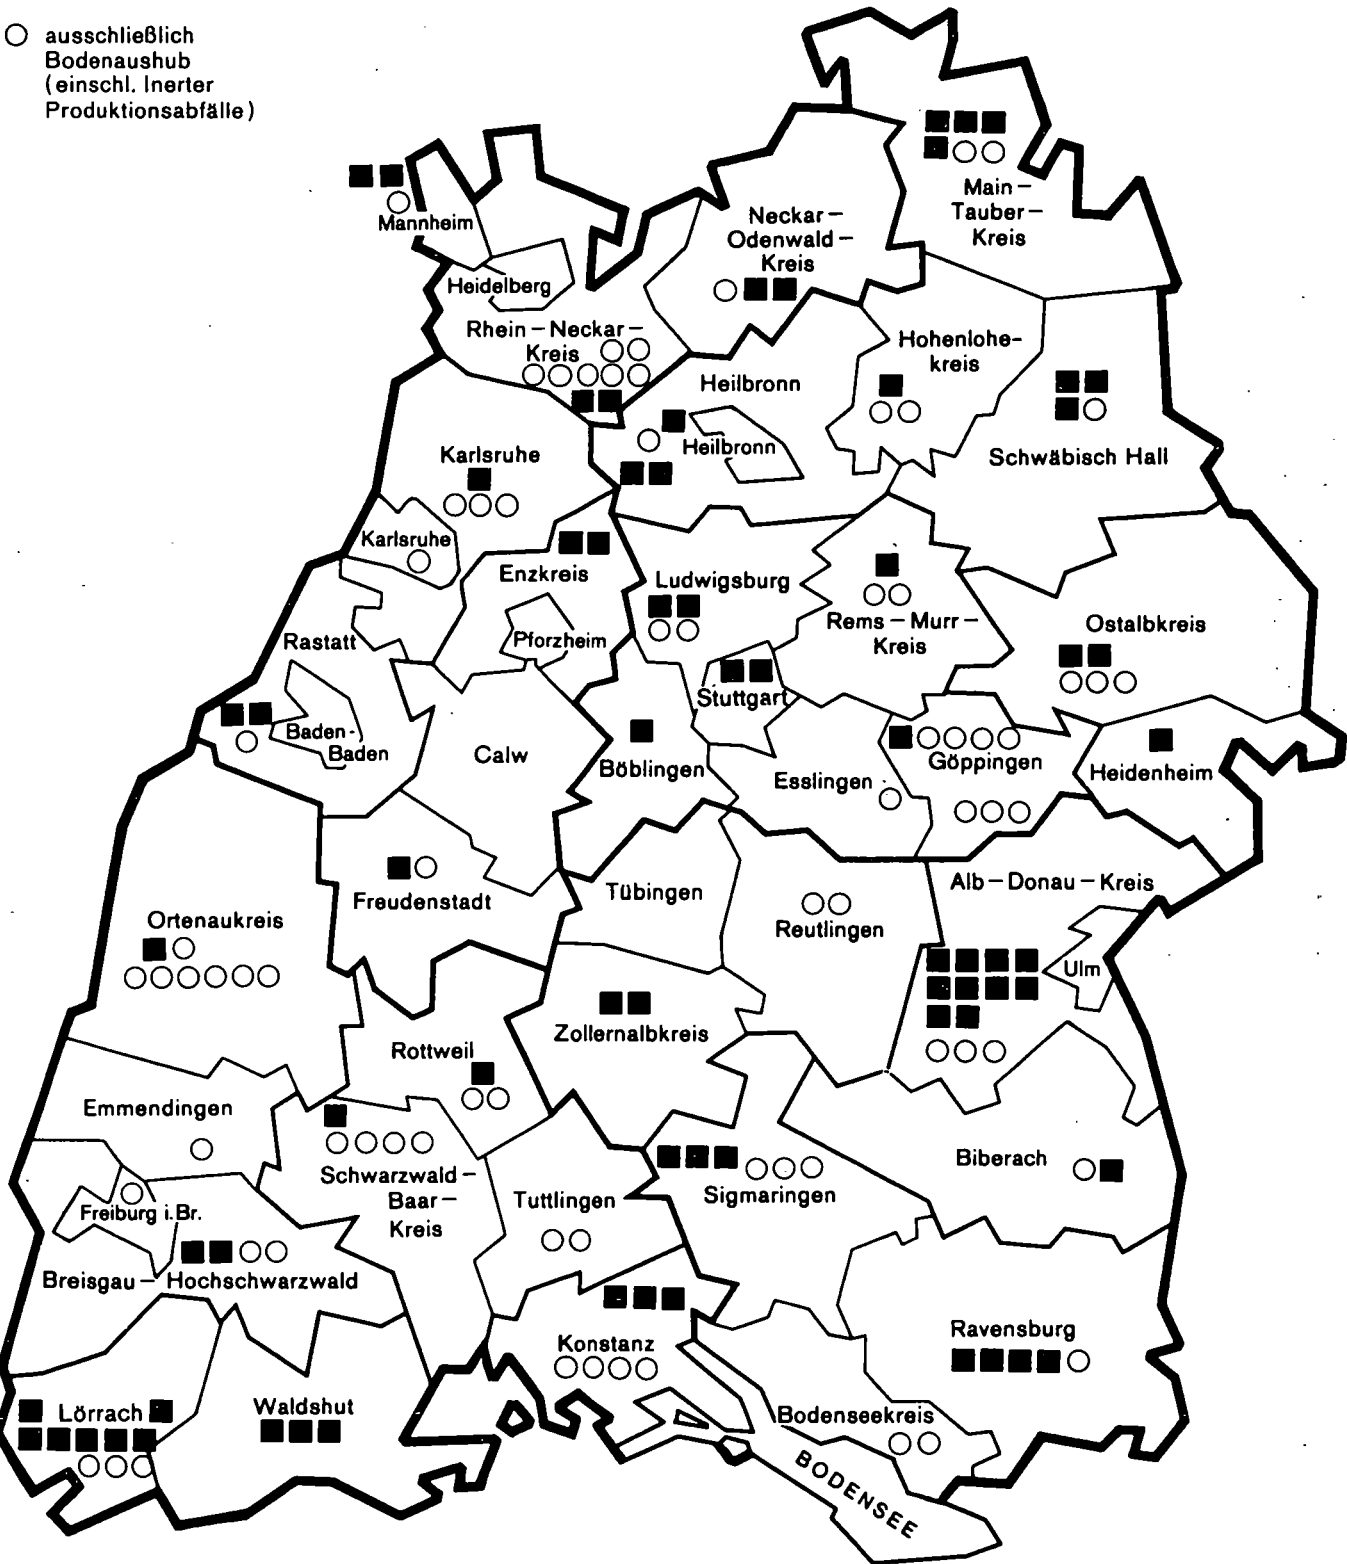 ausschließlich
Bodenaushub
(einschl. Inerter
Produktionsabfälle)
Main–
Tauber–
Kreis
Mannheim
Neckar–
Odenwald–
Kreis
Heidelberg
Rhein–Neckar–
Kreis
Hohenlohe-
kreis
Heilbronn
Heilbronn
Karlsruhe
Schwäbisch Hall
Karlsruhe
Enzkreis
Ludwigsburg
Rems–Murr–
Kreis
Ostalbkreis
Rastatt
Pforzheim
Stuttgart
Baden-
Baden
Calw
Böblingen
Esslingen
Göppingen
Heidenheim
Freudenstadt
Tübingen
Alb–Donau–Kreis
Ortenaukreis
Reutlingen
Ulm
Zollernalbkreis
Rottweil
Emmendingen
Biberach
Schwarzwald–
Baar–
Kreis
Tuttlingen
Sigmaringen
Freiburg i.Br.
Breisgau–Hochschwarzwald
Konstanz
Ravensburg
Lörrach
Waldshut
Bodenseekreis
BODENSEE